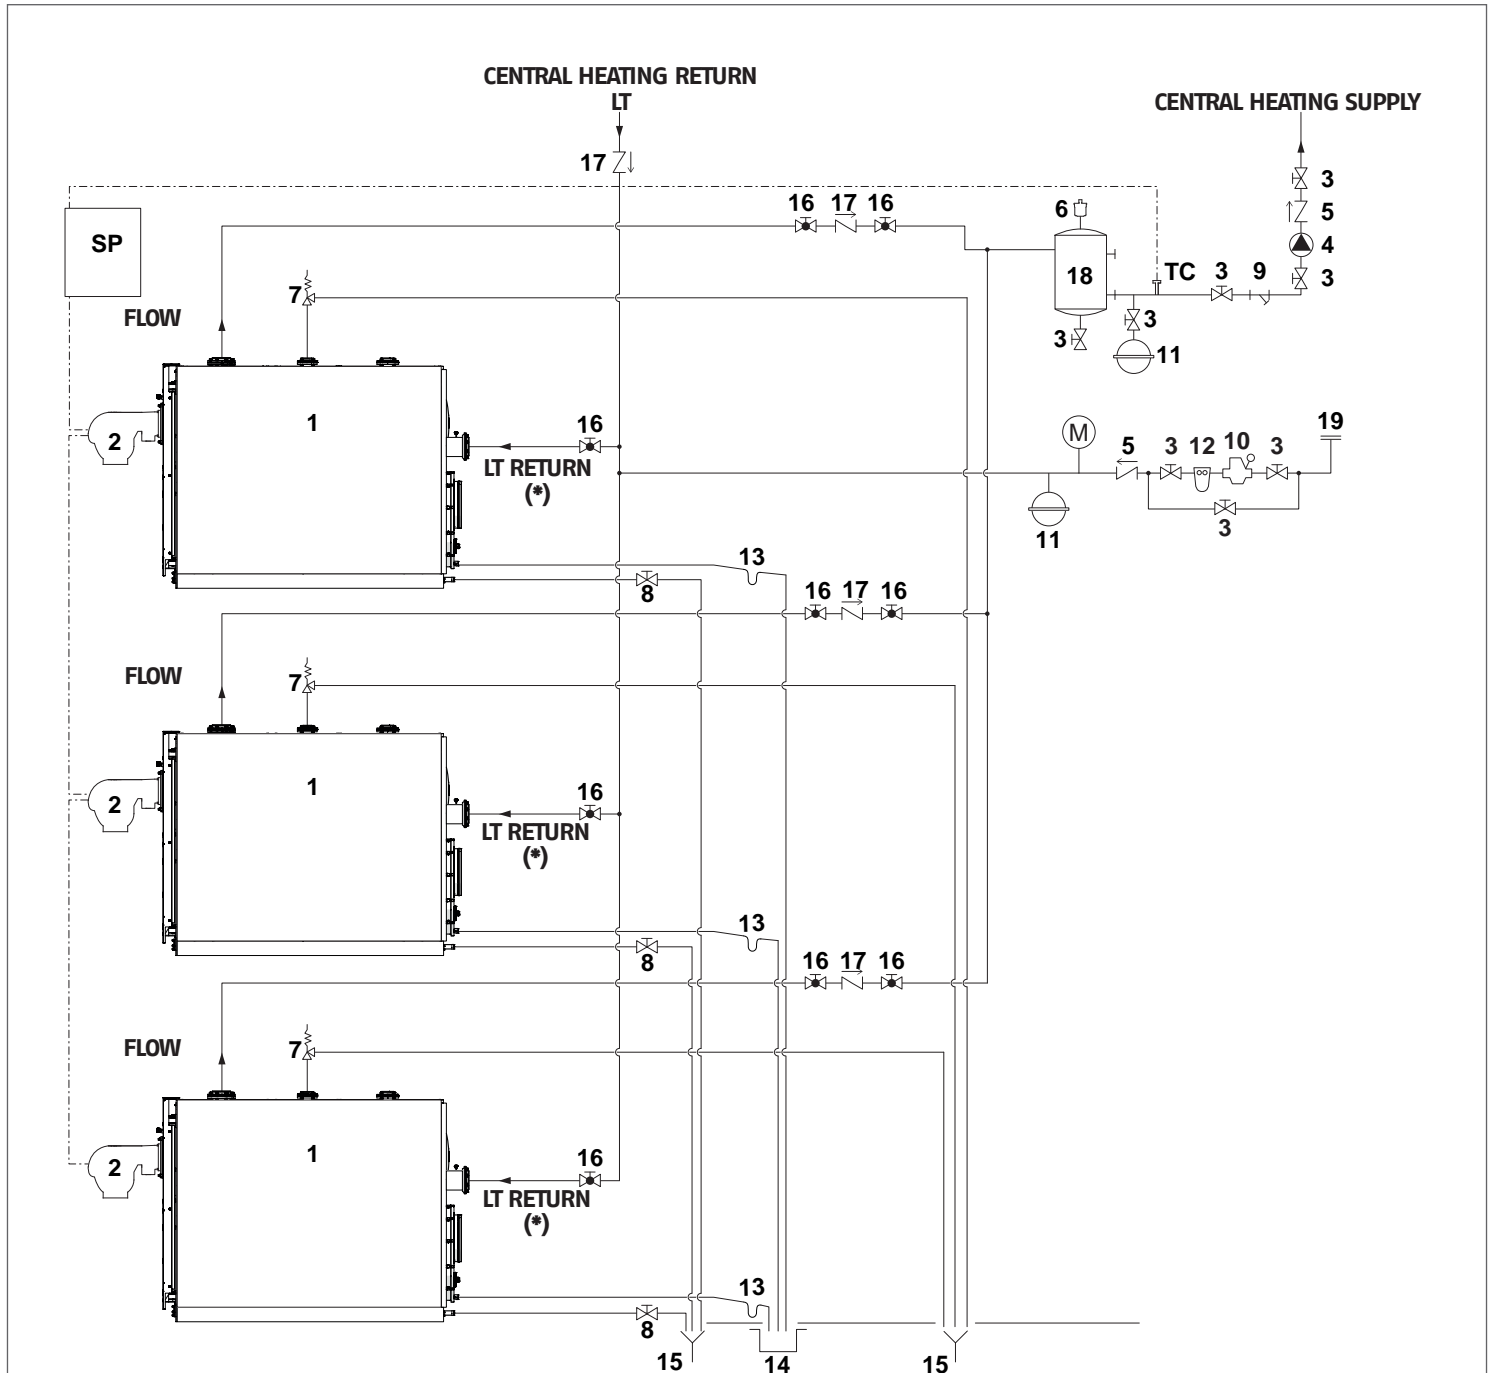 CENTRAL HEATING RETURN
LT
CENTRAL HEATING SUPPLY
17
3
16 17 16
6
5
SP
4
TC 3 9
18
3
7
FLOW
3
3
11
1
16
19
2
M
5 3 12 10 3
LT RETURN
(*)
3
11
13
16 17 16
8
FLOW
7
1
16
2
LT RETURN
(*)
13
16 17 16
8
FLOW
7
1
16
2
LT RETURN
(*)
13
8
15 14 15